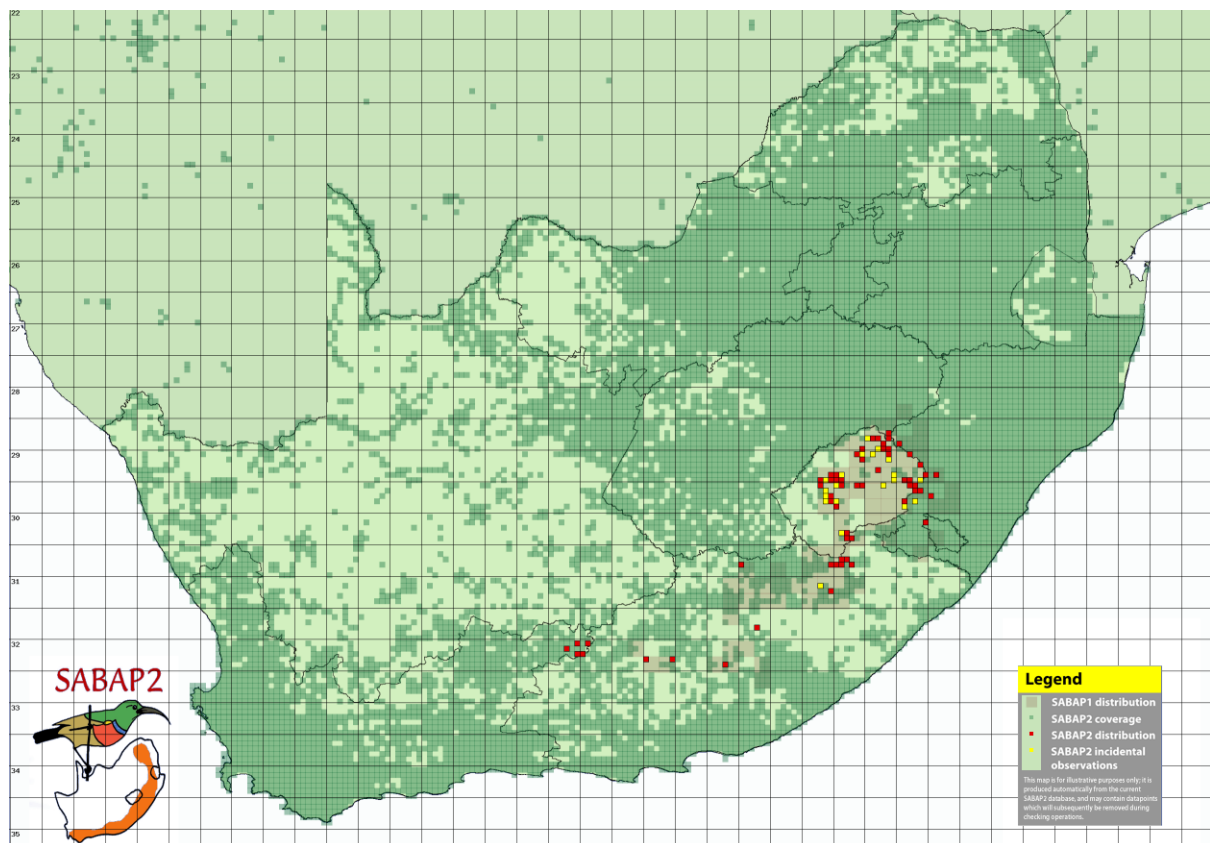 22
23
24
25
26
27
28
29
30
31
32
33
34
35
SABAP2
Legend
SABAP1 distribution
SABAP2 coverage
SABAP2 distribution
SABAP2 incidental
observations
This map is for illustrative purposes only; it is
produced automatically from the current
SABAP2 database, and may contain datapoints
which will subsequently be removed during
checking operations.